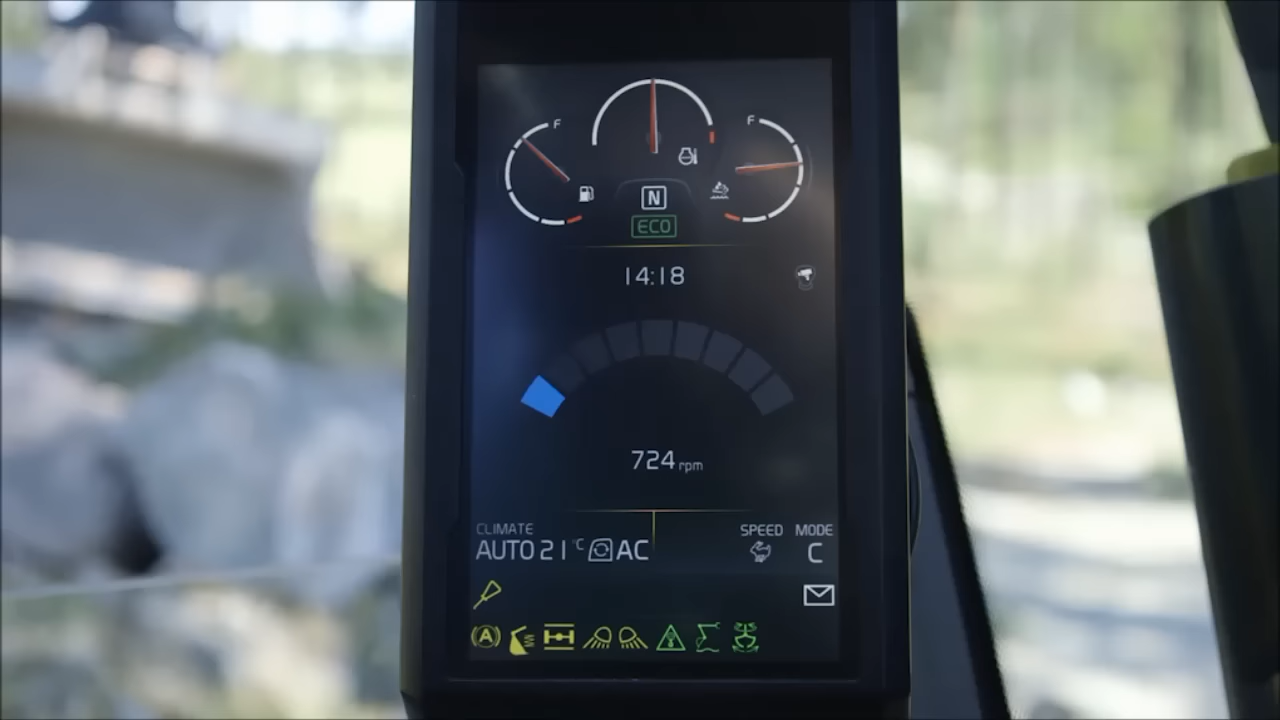 F
F
N
ECO
14:18
724 rpm
CLIMATE
AUTO 21°C AC
SPEED
MODE
C
A